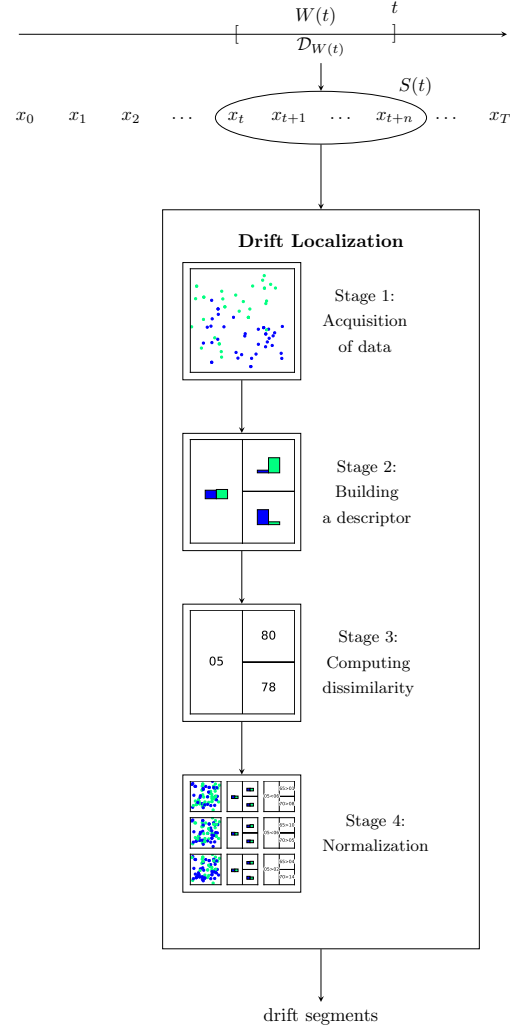 W(t)
t
[ ]
𝒟_{W(t)}
S(t)
x_0 x_1 x_2 … x_t x_{t+1} … x_{t+n} … x_T
Drift Localization
Stage 1:
Acquisition
of data
Stage 2:
Building
a descriptor
Stage 3:
Computing
dissimilarity
05
80
78
Stage 4:
Normalization
drift segments